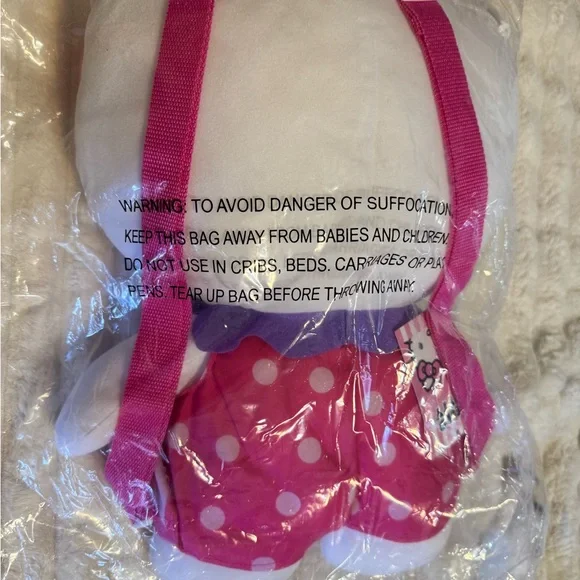 WARNING: TO AVOID DANGER OF SUFFOCATION,
KEEP THIS BAG AWAY FROM BABIES AND CHILDREN.
DO NOT USE IN CRIBS, BEDS. CARRIAGES OR PLAY
PENS. TEAR UP BAG BEFORE THROWING AWAY.